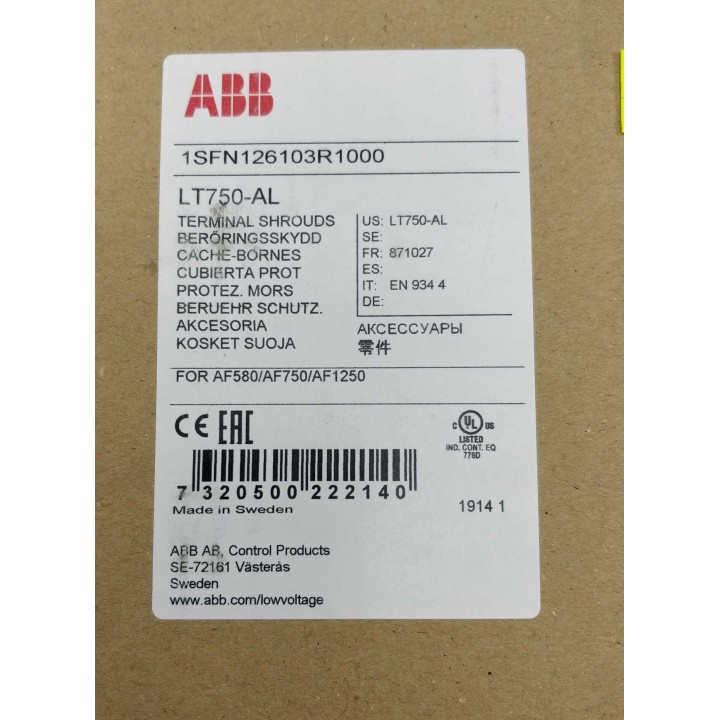 ABB
1SFN126103R1000
LT750-AL
TERMINAL SHROUDS
BERÖRINGSSKYDD
CACHE-BORNES
CUBIERTA PROT
PROTEZ. MORS
BERUEHR SCHUTZ.
AKCESORIA
KOSKET SUOJA
US: LT750-AL
SE:
FR: 871027
ES:
IT: EN 934 4
DE:
АКСЕССУАРЫ
零件
FOR AF580/AF750/AF1250
CE EAC
C UL US
LISTED
IND. CONT. EQ
776D
7 320500 222140
Made in Sweden
1914 1
ABB AB, Control Products
SE-72161 Västerås
Sweden
www.abb.com/lowvoltage